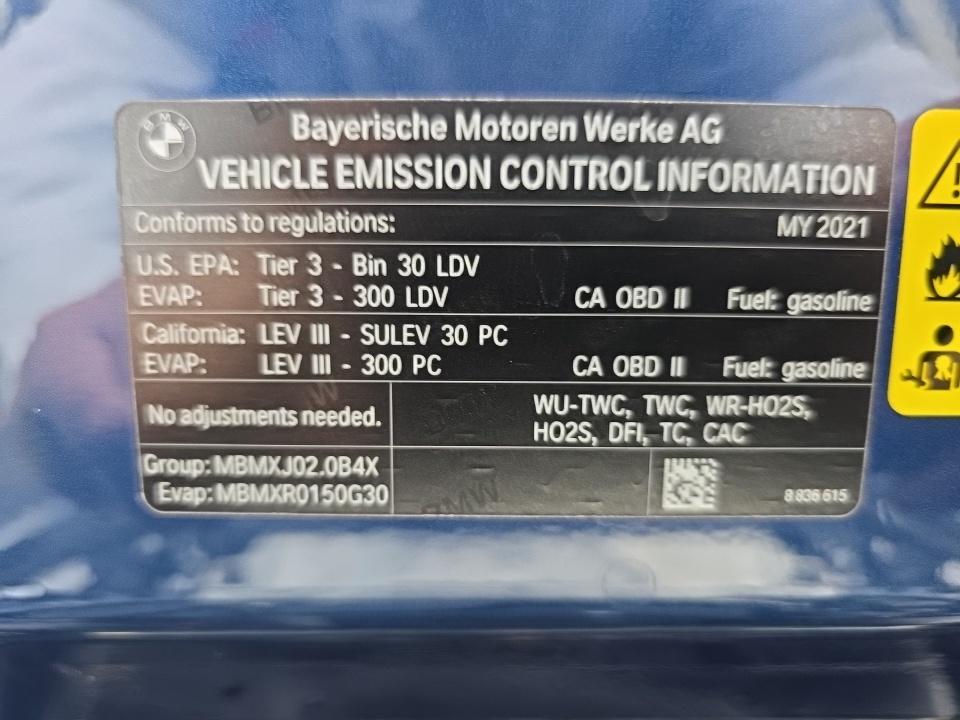 BMW
Bayerische Motoren Werke AG
VEHICLE EMISSION CONTROL INFORMATION
Conforms to regulations: MY 2021
U.S. EPA: Tier 3 - Bin 30 LDV
EVAP: Tier 3 - 300 LDV CA OBD II Fuel: gasoline
California: LEV III - SULEV 30 PC
EVAP: LEV III - 300 PC CA OBD II Fuel: gasoline
No adjustments needed.
WU-TWC, TWC, WR-HO2S,
HO2S, DFI, TC, CAC
Group: MBMXJ02.0B4X
Evap: MBMXR0150G30
BMW
8 836 615